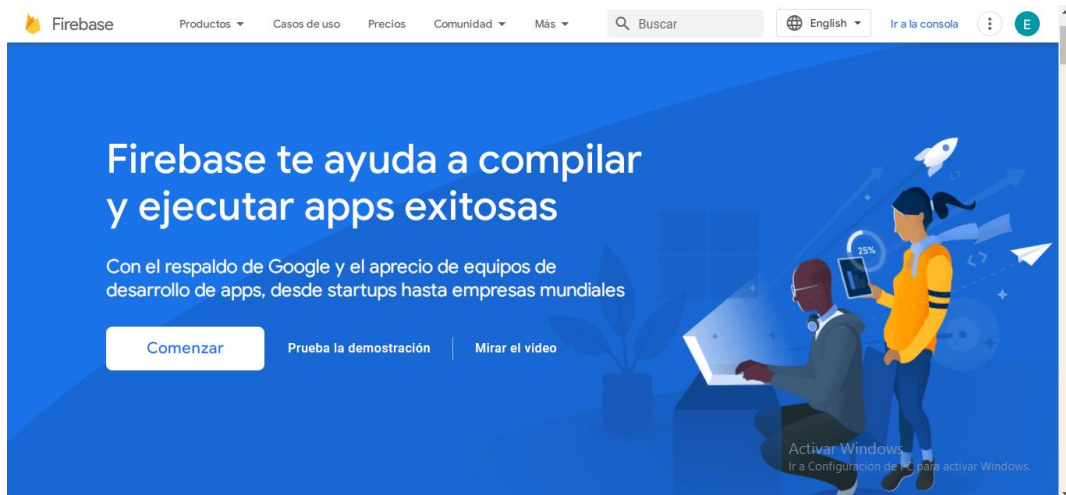 Firebase
Productos
Casos de uso
Precios
Comunidad
Más
Buscar
English
Ir a la consola
E
Firebase te ayuda a compilar
y ejecutar apps exitosas
Con el respaldo de Google y el aprecio de equipos de
desarrollo de apps, desde startups hasta empresas mundiales
Comenzar
Prueba la demostración
Mirar el video
25%
Activar Windows
Ir a Configuración de PC para activar Windows.